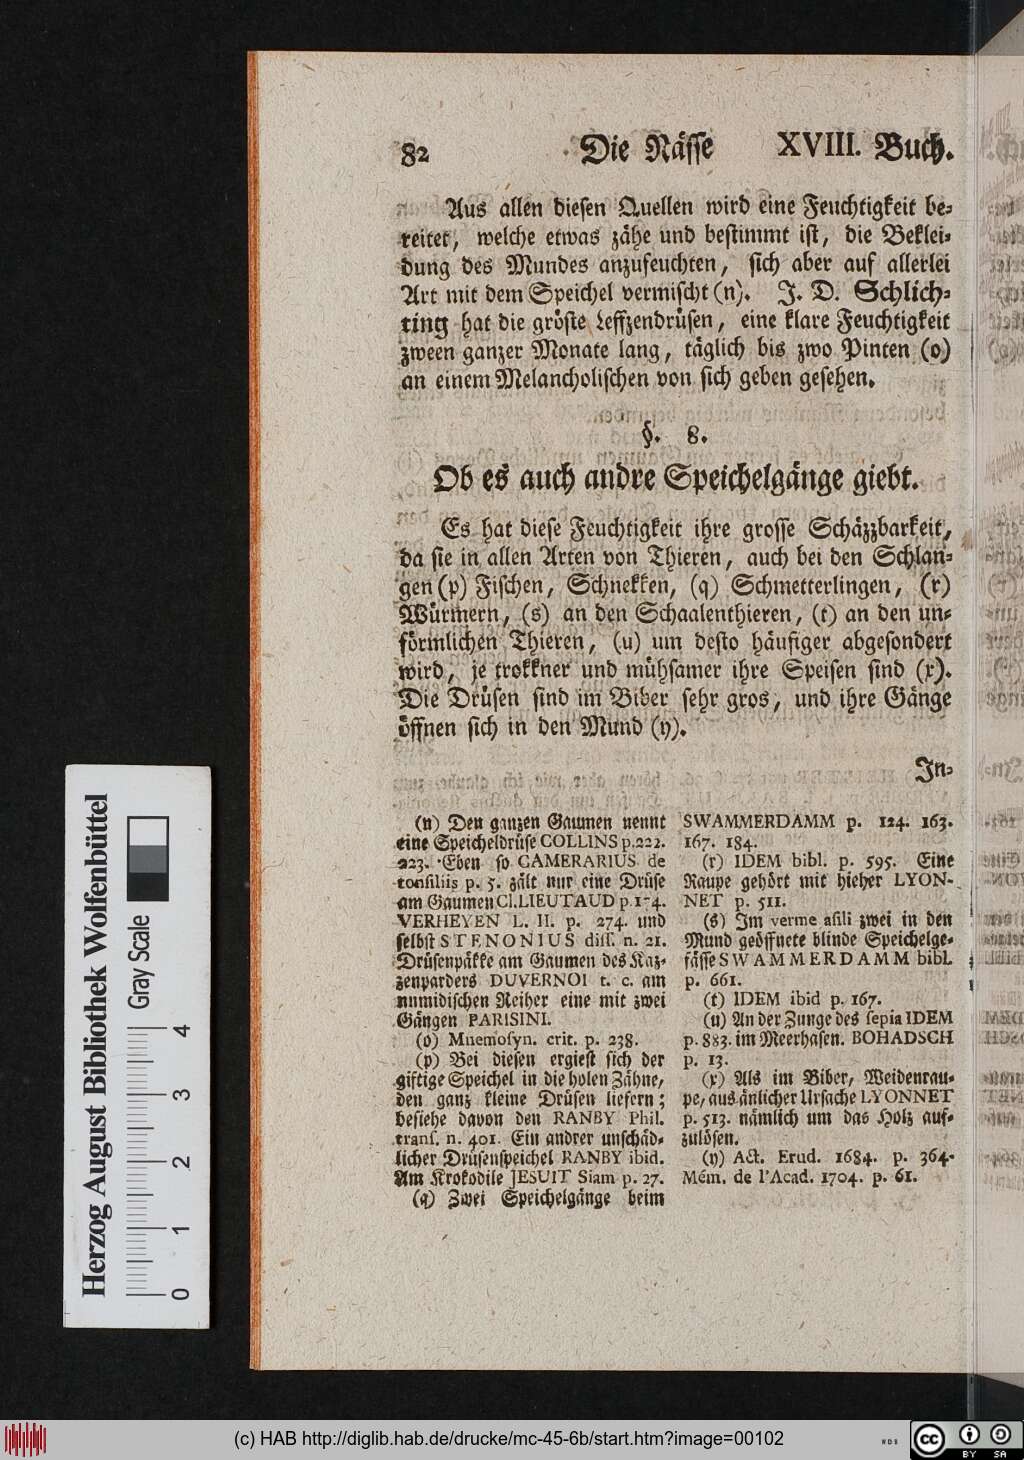 82 Die Nässe XVIII. Buch.
Aus allen diesen Quellen wird eine Feuchtigkeit be-
reitet, welche etwas zähe und bestimmt ist, die Beklei-
dung des Mundes anzufeuchten, sich aber auf allerlei
Art mit dem Speichel vermischt (n). J. D. Schlich-
ting hat die gröste Leffzendrüsen, eine klare Feuchtigkeit
zween ganzer Monate lang, täglich bis zwo Pinten (o)
an einem Melancholischen von sich geben gesehen.
§. 8.
Ob es auch andre Speichelgänge giebt.
Es hat diese Feuchtigkeit ihre grosse Schäzzbarkeit,
da sie in allen Arten von Thieren, auch bei den Schlan-
gen (p) Fischen, Schnekken, (q) Schmetterlingen, (r)
Würmern, (s) an den Schaalenthieren, (t) an den un-
förmlichen Thieren, (u) um desto häufiger abgesondert
wird, je trokkner und mühsamer ihre Speisen sind (x).
Die Drüsen sind im Biber sehr gros, und ihre Gänge
öffnen sich in den Mund (y).
In-
(n) Den ganzen Gaumen nennt
eine Speicheldrüse COLLINS p. 222.
223. Eben so CAMERARIUS de
tonsiliis p. 5. zält nur eine Drüse
am Gaumen Cl. LIEUTAUD p. 174.
VERHEYEN L. II. p. 274. und
selbst STENONIUS diss. n. 21.
Drüsenpäkke am Gaumen des Kaz-
zenparders DUVERNOI t. c. am
numidischen Reiher eine mit zwei
Gängen PARISINI.
(o) Mnemosyn. crit. p. 238.
(p) Bei diesen ergiest sich der
giftige Speichel in die holen Zähne,
den ganz kleine Drüsen liefern;
besiehe davon den RANBY Phil.
trans. n. 401. Ein andrer unschäd-
licher Drüsenspeichel RANBY ibid.
Am Krokodile JESUIT Siam p. 27.
(q) Zwei Speichelgänge beim
SWAMMERDAMM p. 124. 163.
167. 184.
(r) IDEM bibl. p. 595. Eine
Raupe gehört mit hieher LYON-
NET p. 511.
(s) Im verme asili zwei in den
Mund geöffnete blinde Speichelge-
fässe SWAMMERDAMM bibl.
p. 661.
(t) IDEM ibid p. 167.
(u) An der Zunge des sepia IDEM
p. 883. im Meerhasen. BOHADSCH
p. 13.
(x) Als im Biber, Weidenrau-
pe, aus änlicher Ursache LYONNET
p. 513. nämlich um das Holz auf-
zulösen.
(y) Act. Erud. 1684. p. 364.
Mém. de l'Acad. 1704. p. 61.
Herzog August Bibliothek Wolfenbüttel
Gray Scale
0 1 2 3 4
(c) HAB http://diglib.hab.de/drucke/mc-45-6b/start.htm?image=00102
cc BY SA